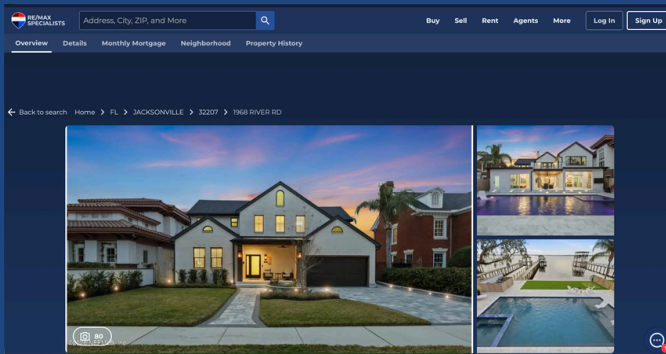 RE/MAX
SPECIALISTS
Address, City, ZIP, and More
Buy
Sell
Rent
Agents
More
Log In
Sign Up
Overview
Details
Monthly Mortgage
Neighborhood
Property History
Back to search
Home > FL > JACKSONVILLE > 32207 > 1968 RIVER RD
80